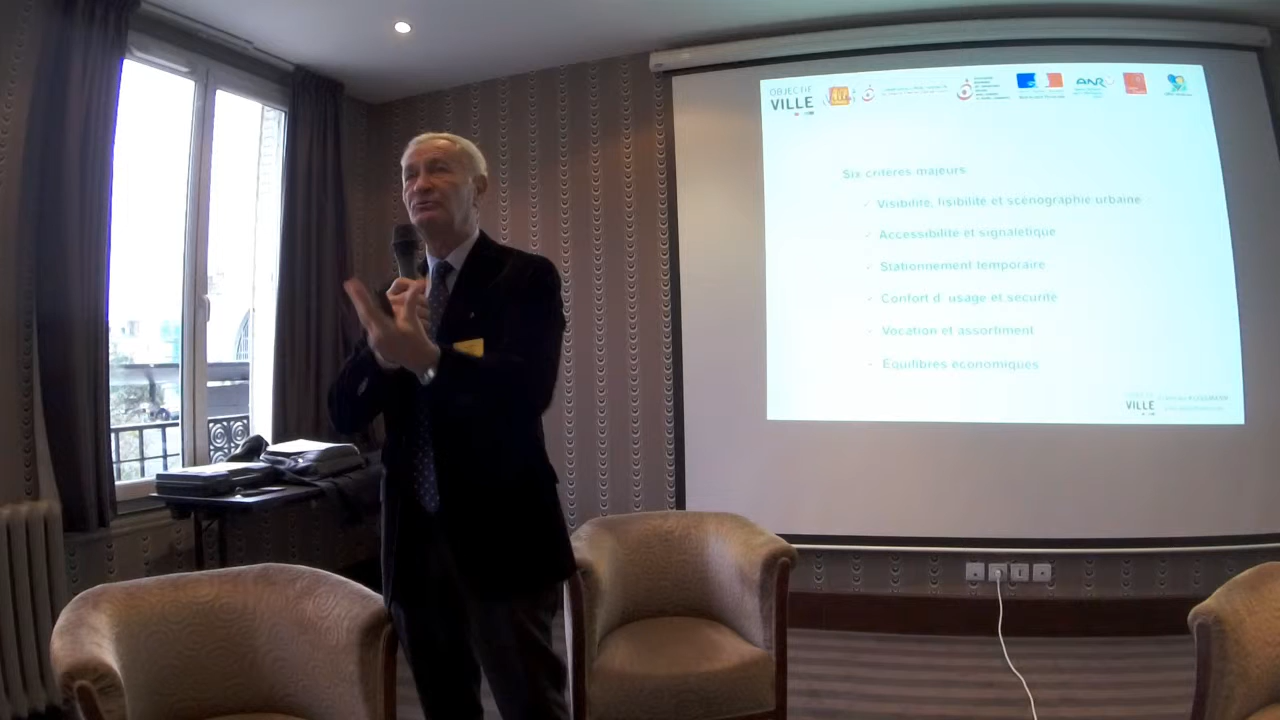 OBJECTIF
VILLE
ANR
Six critères majeurs
Visibilité, lisibilité et scénographie urbaine
Accessibilité et signalétique
Stationnement temporaire
Confort d' usage et sécurité
Vocation et assortiment
Equilibres économiques
VILLE